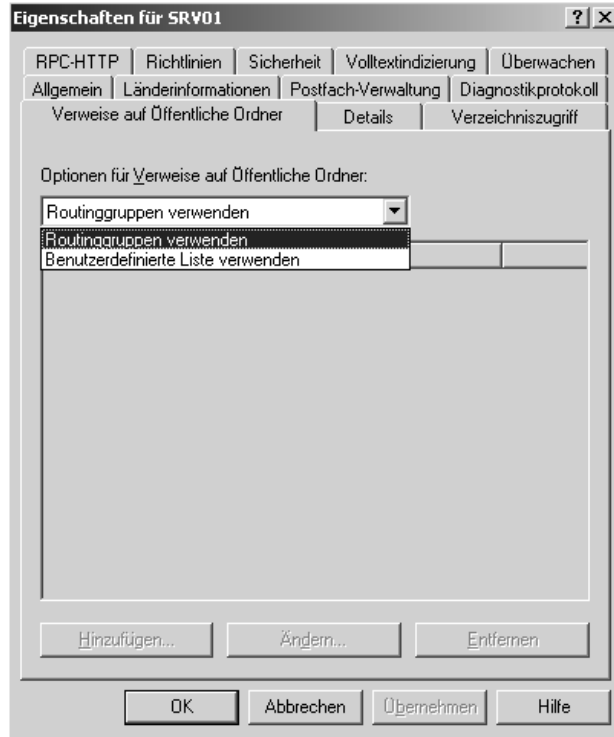 Eigenschaften für SRV01
RPC-HTTP Richtlinien Sicherheit Volltextindizierung Überwachen
Allgemein Länderinformationen Postfach-Verwaltung Diagnostikprotokoll
Verweise auf Öffentliche Ordner Details Verzeichniszugriff
Optionen für Verweise auf Öffentliche Ordner:
Routinggruppen verwenden
Routinggruppen verwenden
Benutzerdefinierte Liste verwenden
Hinzufügen... Ändern... Entfernen
OK Abbrechen Übernehmen Hilfe